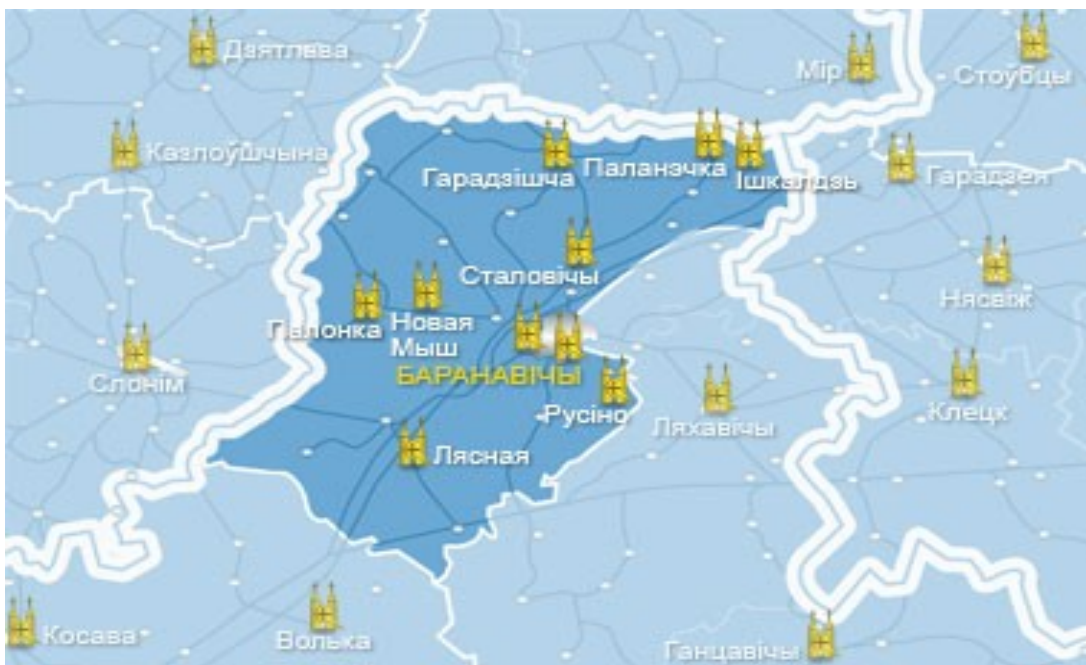 Дзятлава
Мір
Стоўбцы
Казлоўшчына
Гарадзішча
Паланэчка
Ішкалдзь
Гарадзея
Сталовічы
Нясвіж
Палонка
Новая
Мыш
Слонім
БАРАНАВІЧЫ
Русіно
Ляхавічы
Клецк
Лясная
Косава
Волька
Ганцавічы